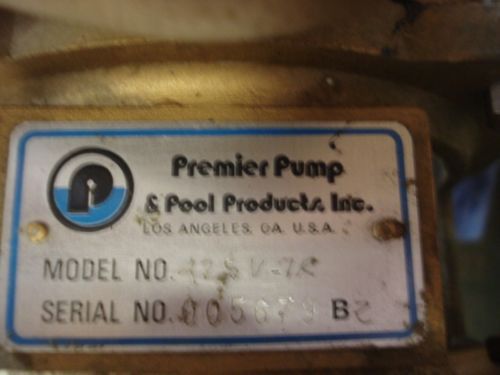 P
Premier Pump
& Pool Products, Inc.
LOS ANGELES, CA. U.S.A.
MODEL NO.
SERIAL NO. B